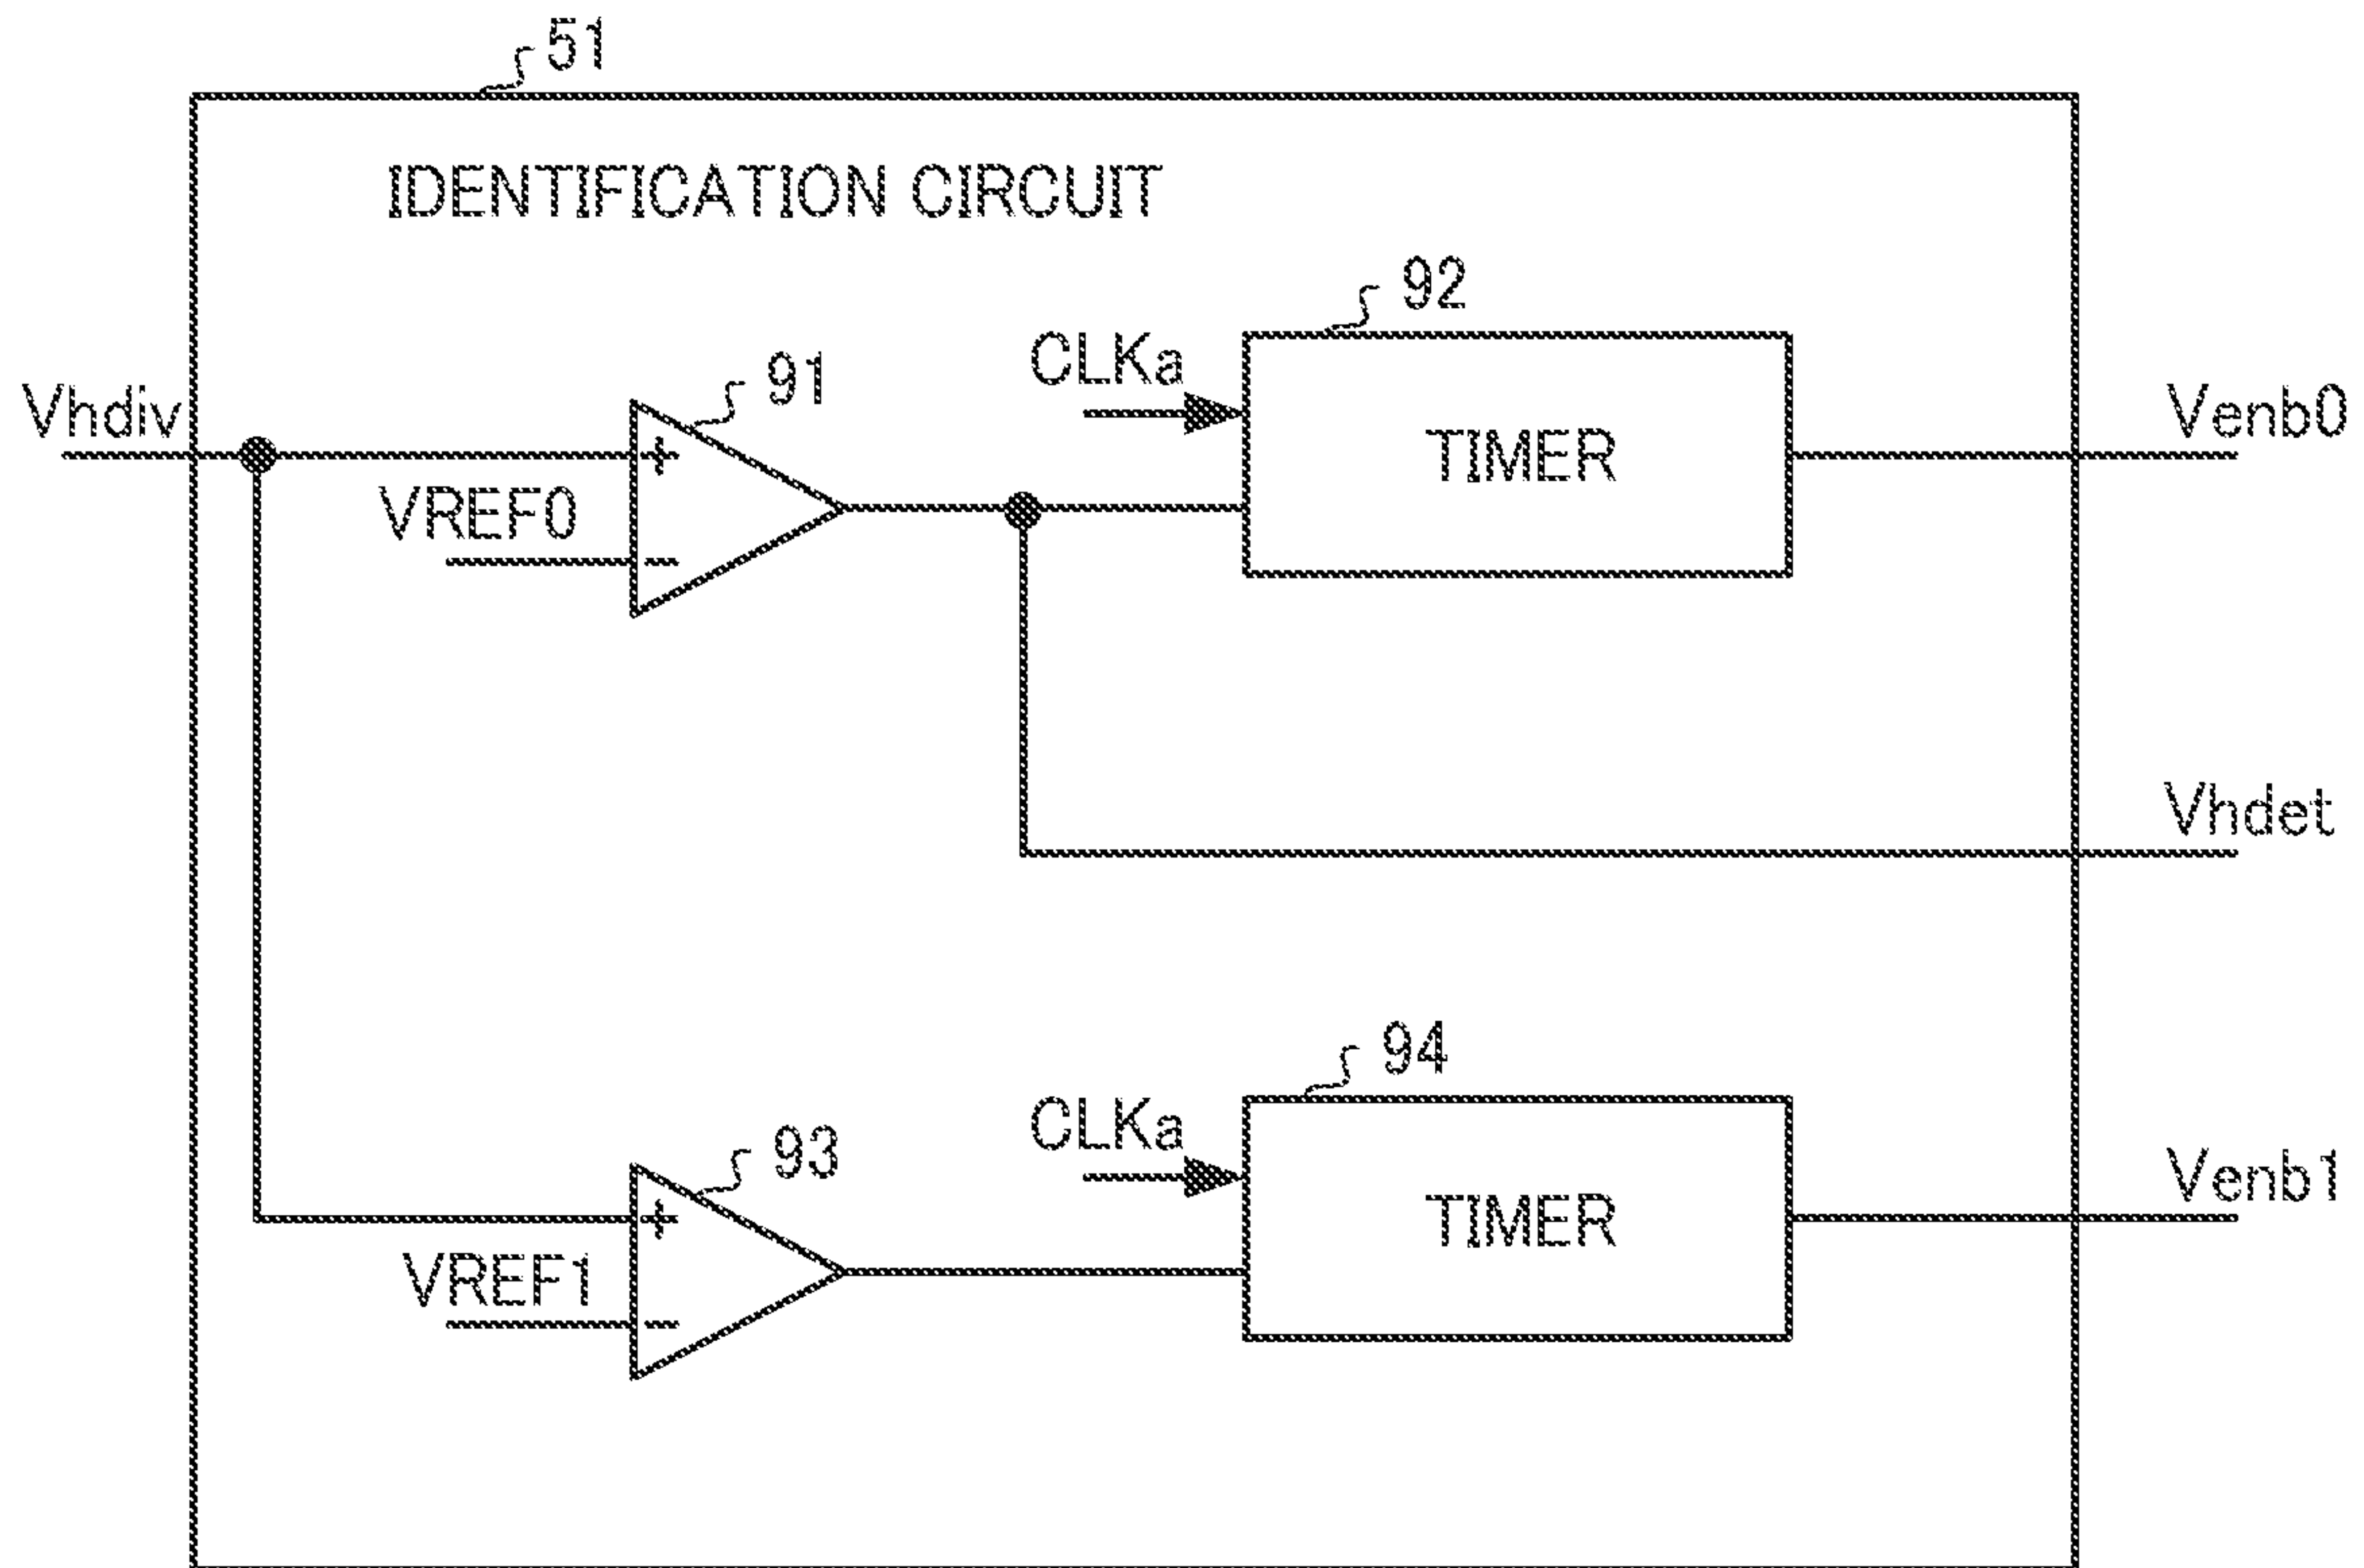 51
IDENTIFICATION CIRCUIT
92
CLKa
91
Vhdiv
+
TIMER
Venb0
VREF0
-
Vhdet
94
CLKa
93
+
TIMER
Venb1
VREF1
-